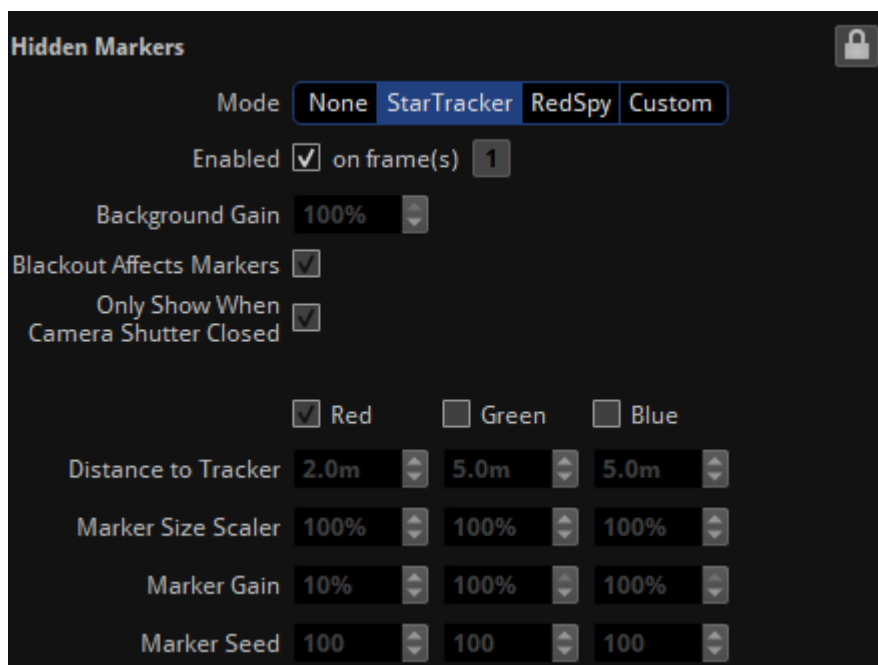 Hidden Markers
Mode None StarTracker RedSpy Custom
Enabled on frame(s) 1
Background Gain 100%
Blackout Affects Markers
Only Show When
Camera Shutter Closed
Red Green Blue
Distance to Tracker 2.0m 5.0m 5.0m
Marker Size Scaler 100% 100% 100%
Marker Gain 10% 100% 100%
Marker Seed 100 100 100